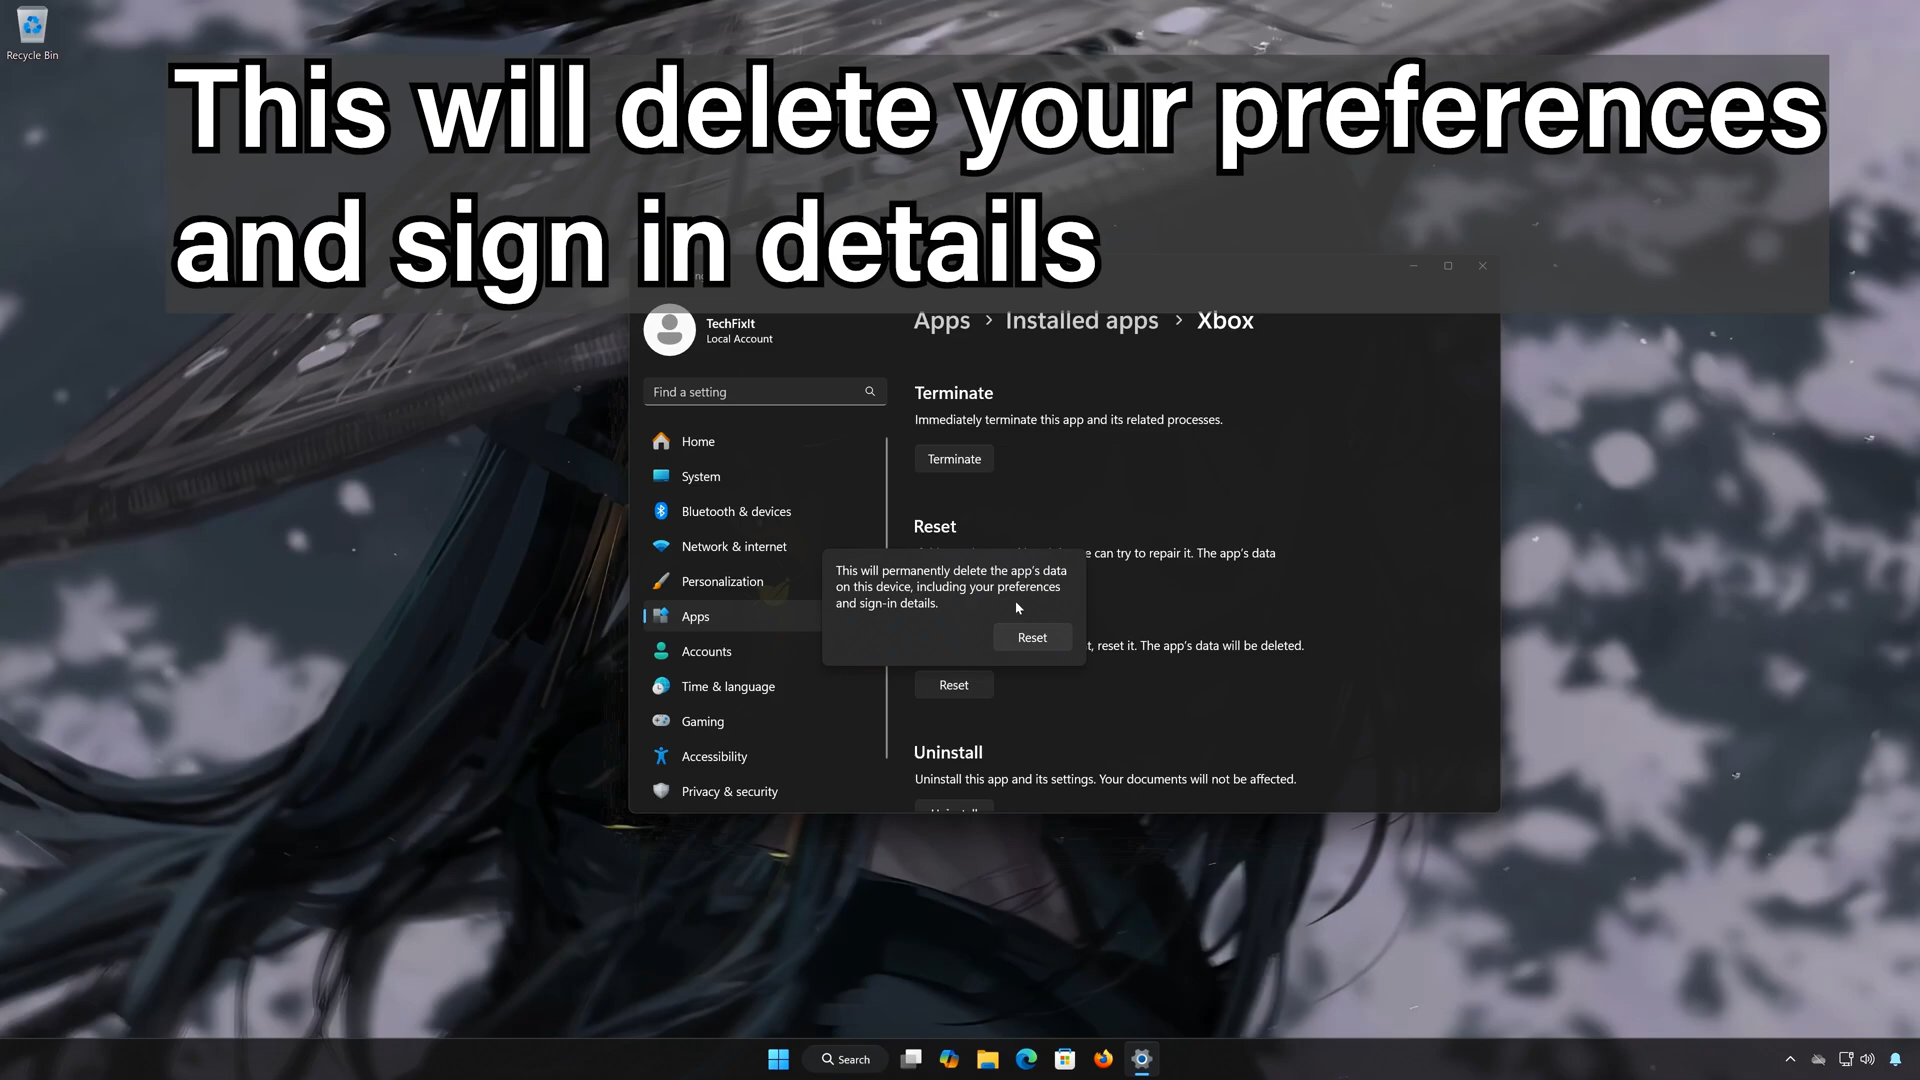 Recycle Bin
This will delete your preferences
and sign in details
TechFixIt
Local Account
Find a setting
Home
System
Bluetooth & devices
Network & internet
Personalization
Apps
Accounts
Time & language
Gaming
Accessibility
Privacy & security
Apps › Installed apps › Xbox
Terminate
Immediately terminate this app and its related processes.
Terminate
Reset
can try to repair it. The app's data
This will permanently delete the app's data
on this device, including your preferences
and sign-in details.
Reset
reset it. The app's data will be deleted.
Reset
Uninstall
Uninstall this app and its settings. Your documents will not be affected.
Search